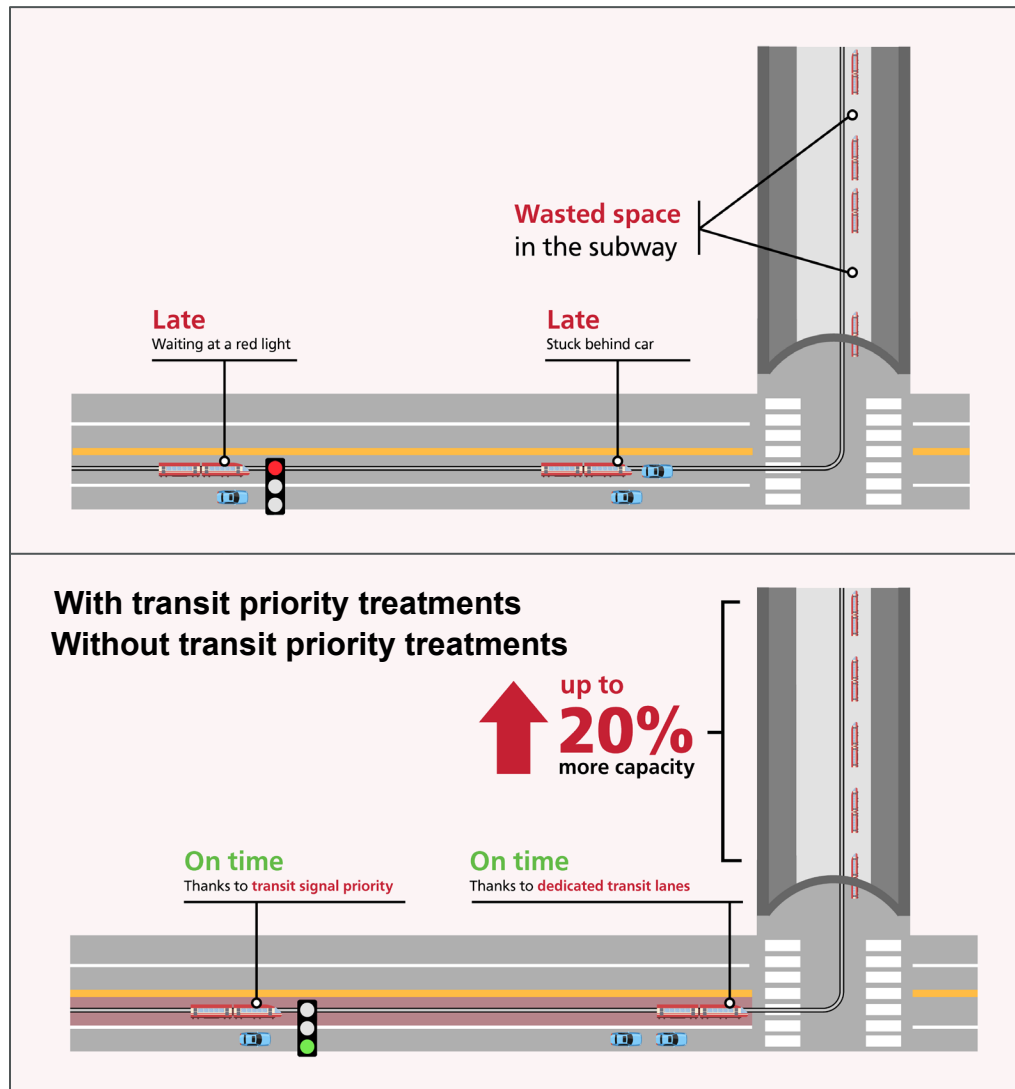 Wasted space
in the subway
Late
Waiting at a red light
Late
Stuck behind car
With transit priority treatments
Without transit priority treatments
up to
20%
more capacity
On time
Thanks to transit signal priority
On time
Thanks to dedicated transit lanes